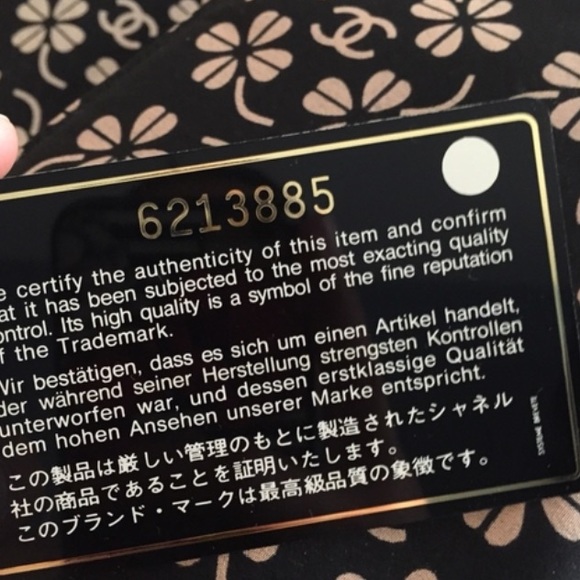 6213885
certify the authenticity of this item and confirm
it has been subjected to the most exacting quality
Its high quality is a symbol of the fine reputation
the Trademark.
bestätigen, dass es sich um einen Artikel handelt,
der während seiner Herstellung strengsten Kontrollen
unterworfen war, und dessen erstklassige Qualität
dem hohen Ansehen unserer Marke entspricht.
この製品は厳しい管理のもとに製造されたシャネル
社の商品であることを証明いたします。
このブランド・マークは最高級品質の象徴です。